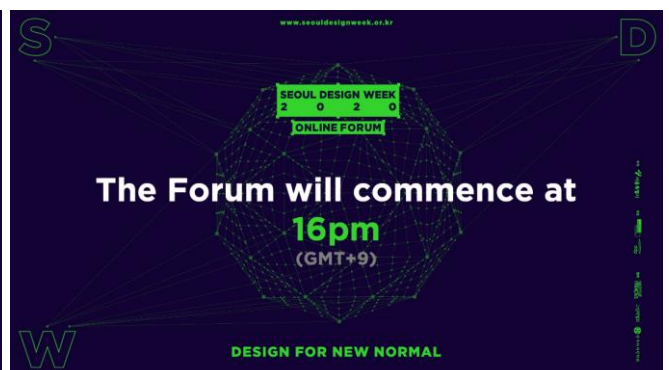 www.seouldesignweek.or.kr
S
D
SEOUL DESIGN WEEK
2 0 2 0
ONLINE FORUM
The Forum will commence at
16pm
(GMT+9)
W
DESIGN FOR NEW NORMAL